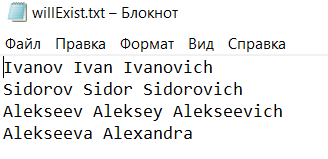 willExist.txt – Блокнот
Файл Правка Формат Вид Справка
Ivanov Ivan Ivanovich
Sidorov Sidor Sidorovich
Alekseev Aleksey Alekseevich
Alekseeva Alexandra